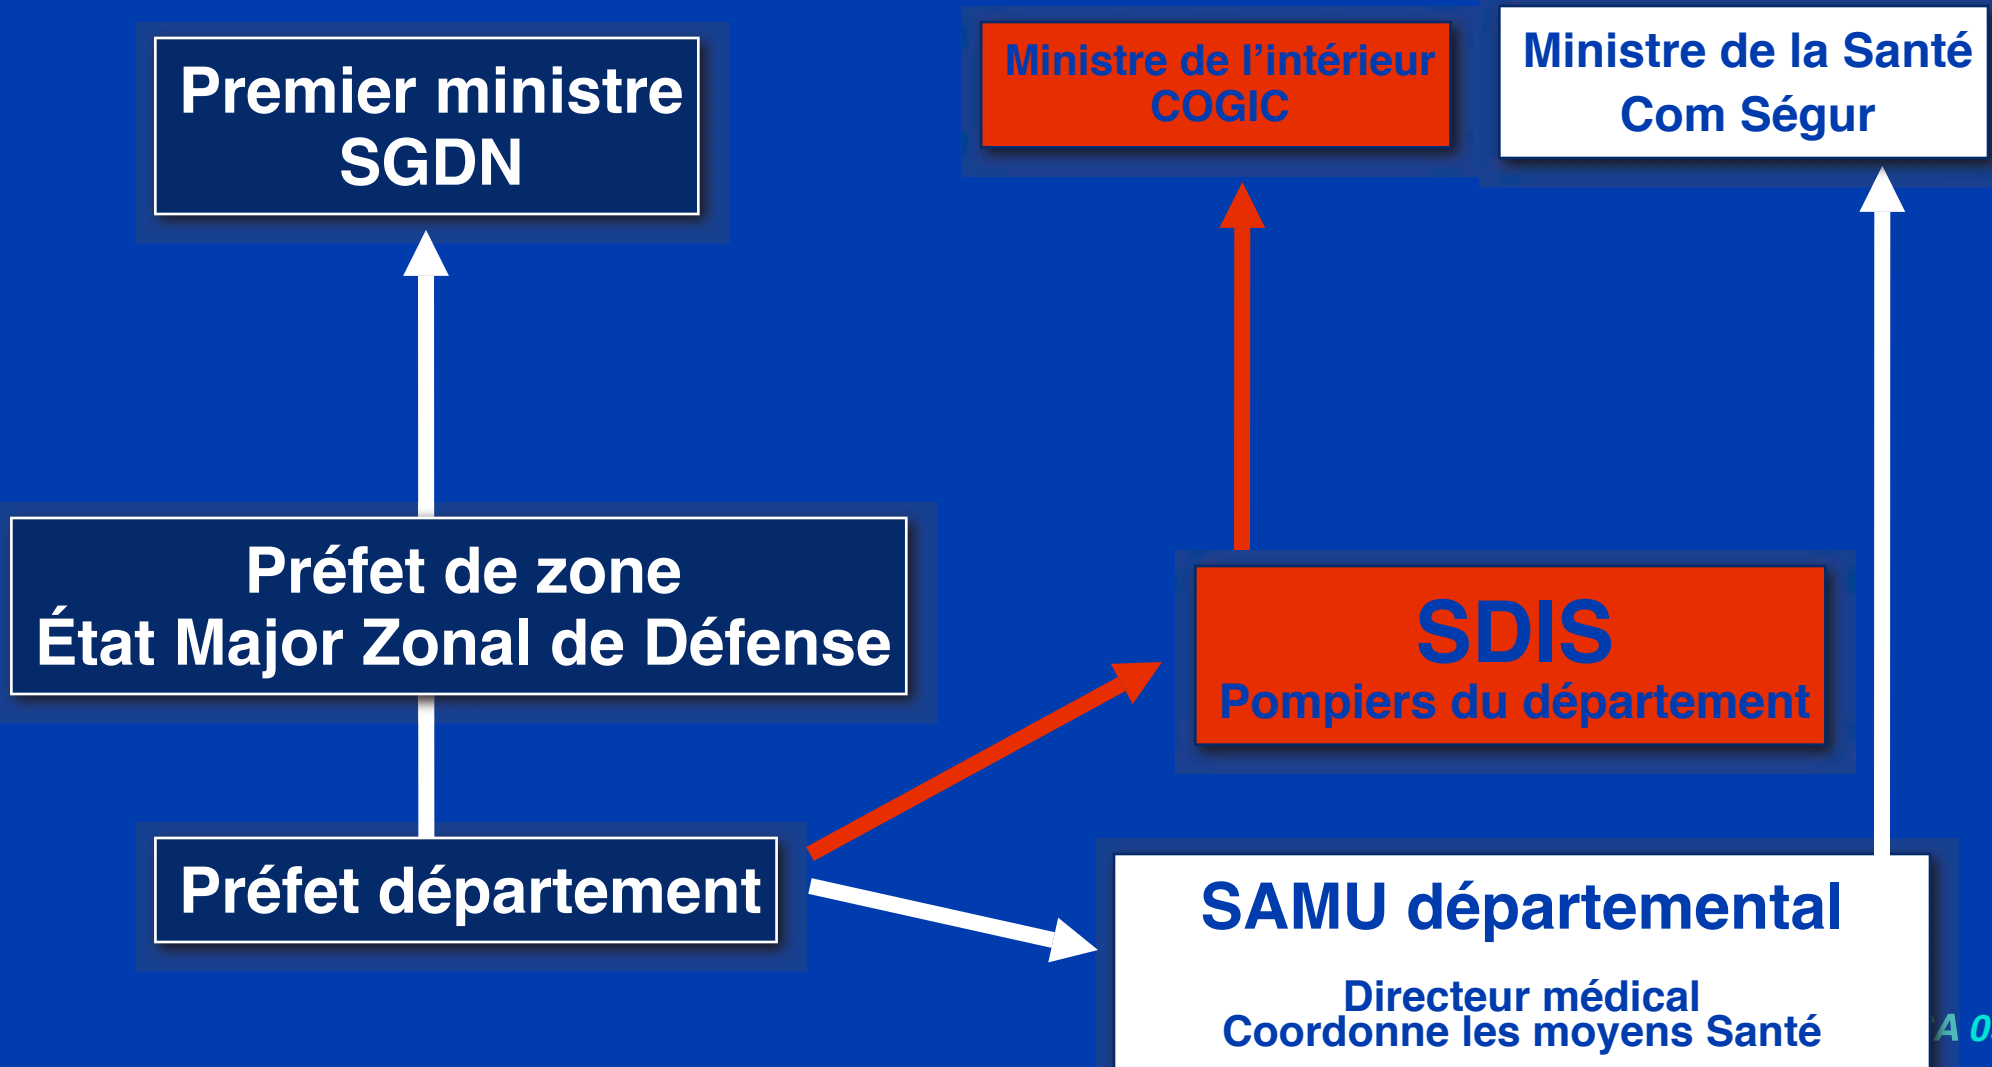 Premier ministre
SGDN
Ministre de l'intérieur
COGIC
Ministre de la Santé
Com Ségur
Préfet de zone
État Major Zonal de Défense
SDIS
Pompiers du département
Préfet département
SAMU départemental
Directeur médical
Coordonne les moyens Santé